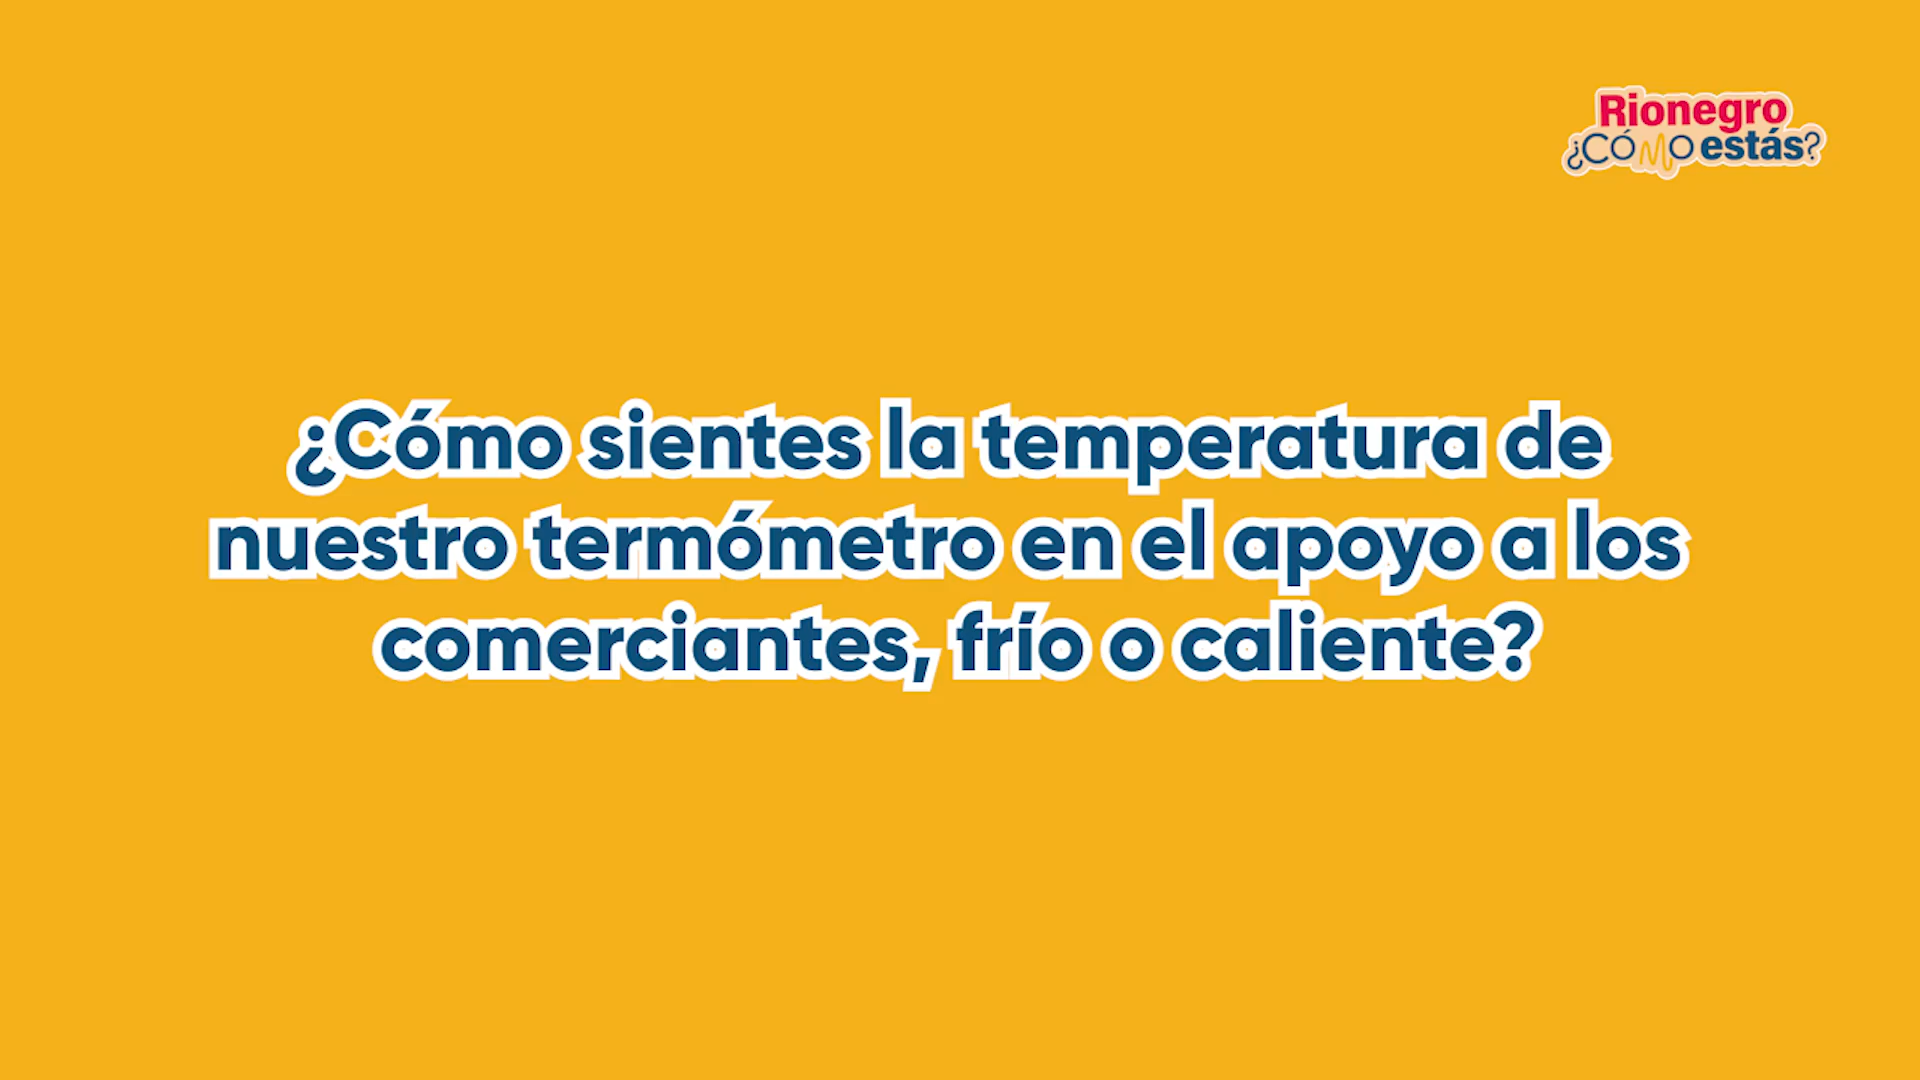 Rionegro
¿CóMo estás?
¿Cómo sientes la temperatura de
nuestro termómetro en el apoyo a los
comerciantes, frío o caliente?